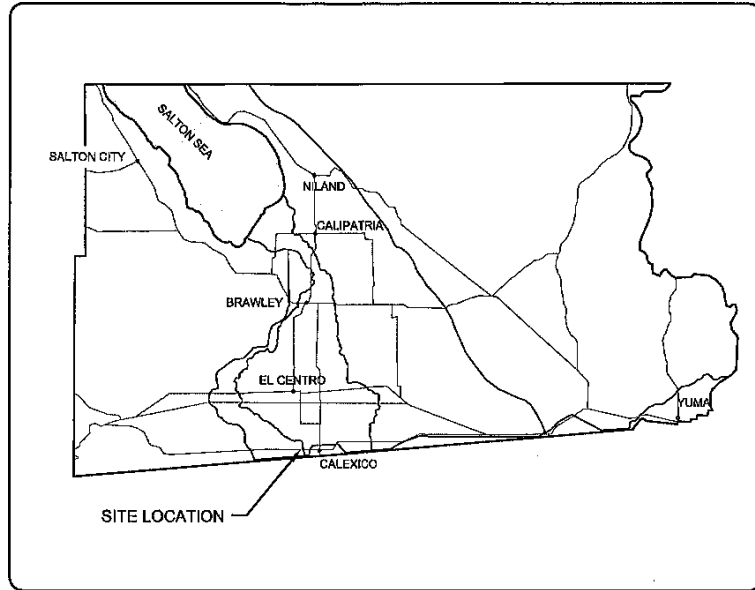 SALTON SEA
SALTON CITY
NILAND
CALIPATRIA
BRAWLEY
EL CENTRO
YUMA
CALEXICO
SITE LOCATION